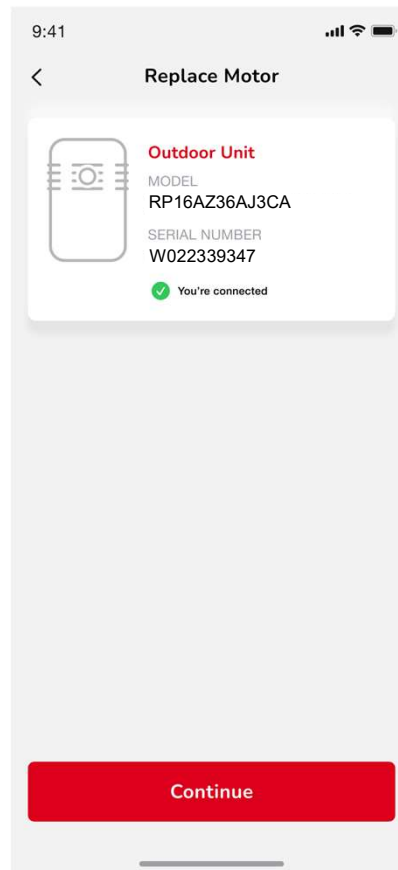 9:41
Replace Motor
Outdoor Unit
MODEL
RP16AZ36AJ3CA
SERIAL NUMBER
W022339347
You're connected
Continue